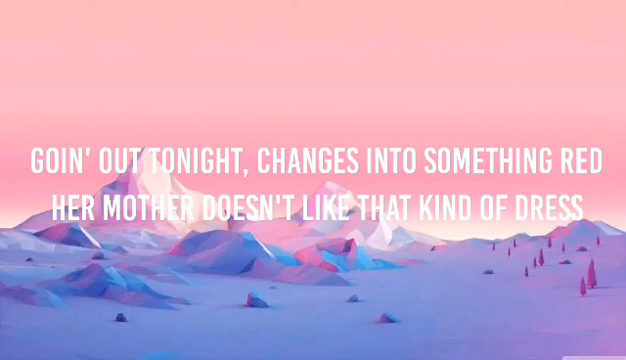 GOIN' OUT TONIGHT, CHANGES INTO SOMETHING RED
HER MOTHER DOESN'T LIKE THAT KIND OF DRESS